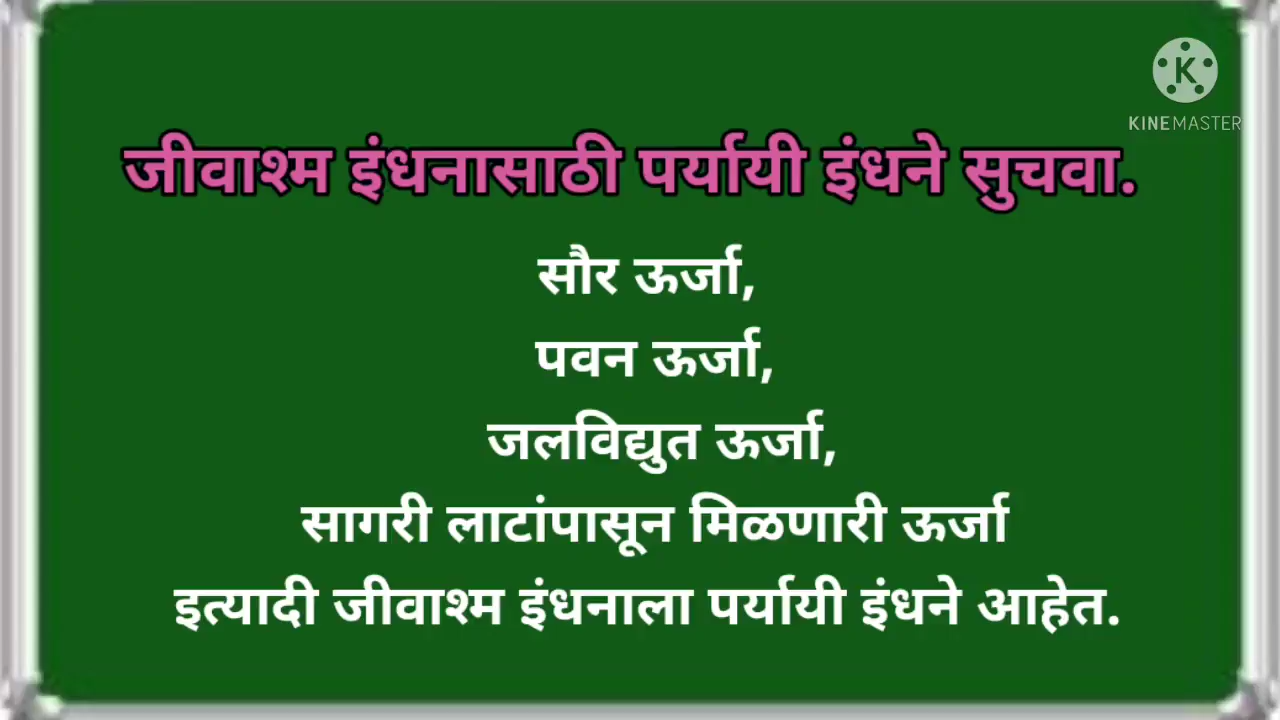 K
KINEMASTER
जीवाश्म इंधनासाठी पर्यायी इंधने सुचवा.
सौर ऊर्जा,
पवन ऊर्जा,
जलविद्युत ऊर्जा,
सागरी लाटांपासून मिळणारी ऊर्जा
इत्यादी जीवाश्म इंधनाला पर्यायी इंधने आहेत.